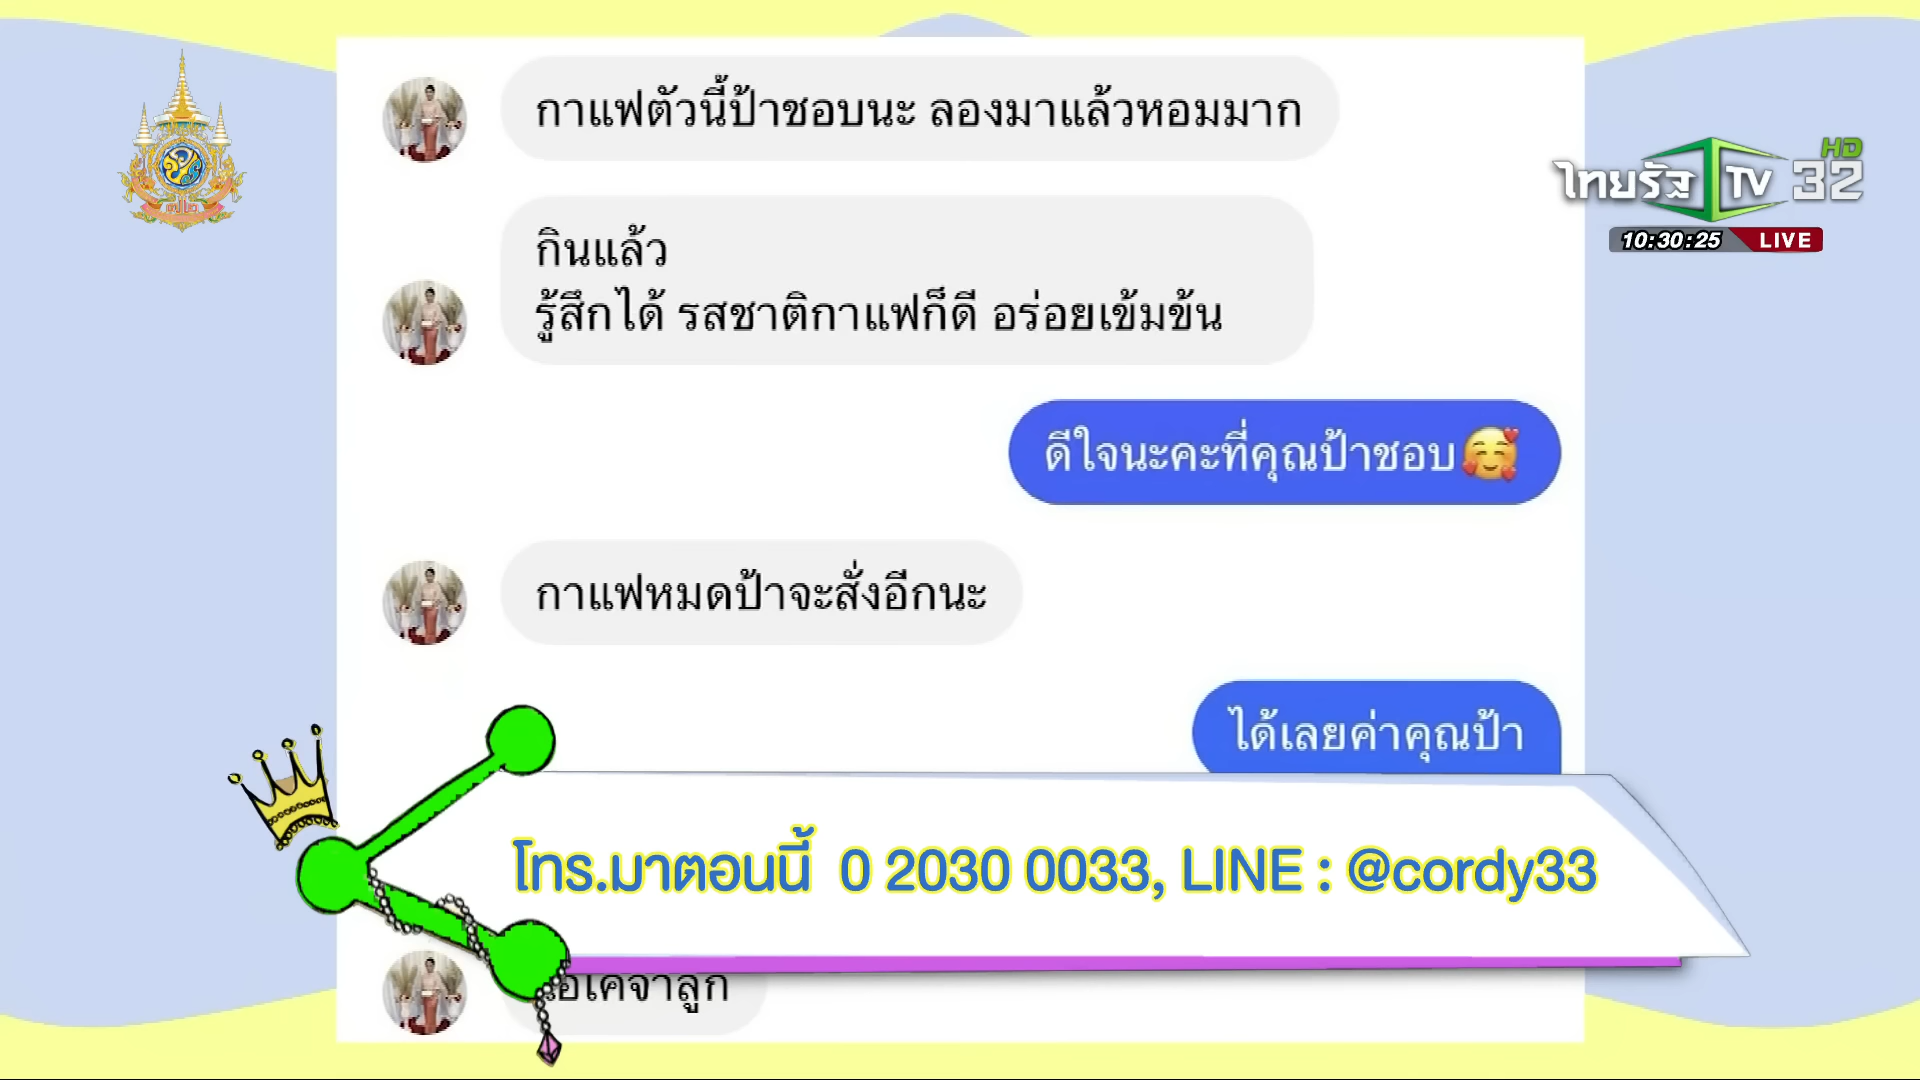 กาแฟตัวนี้ป้าชอบนะ ลองมาแล้วหอมมาก
ไทยรัฐ TV 32 HD
10:30:25 LIVE
กินแล้ว
รู้สึกได้ รสชาติกาแฟก็ดี อร่อยเข้มข้น
ดีใจนะคะที่คุณป้าชอบ🥰
กาแฟหมดป้าจะสั่งอีกนะ
ได้เลยค่าคุณป้า
โทร.มาตอนนี้ 0 2030 0033, LINE : @cordy33
โอเคจาลูก